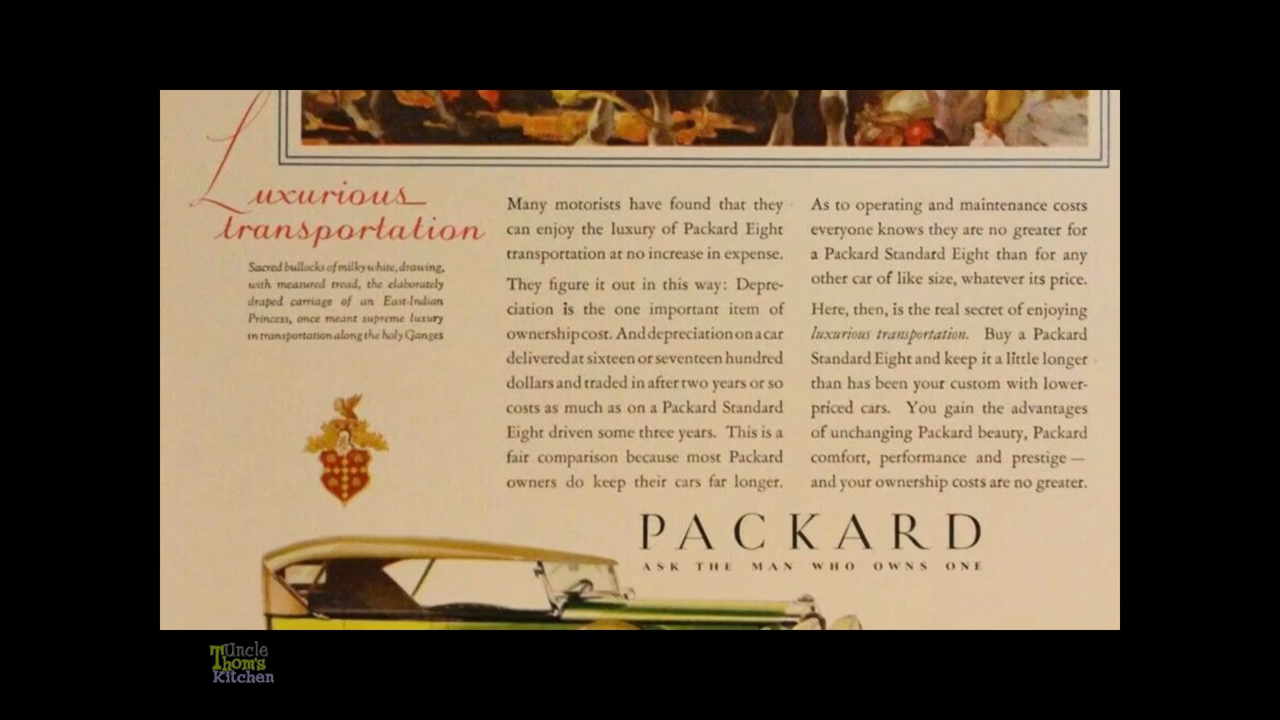 Luxurious
transportation
Sacred bullocks of milky white, drawing,
with measured tread, the elaborately
draped carriage of an East-Indian
Princess, once meant supreme luxury
in transportation along the holy Ganges
Many motorists have found that they
can enjoy the luxury of Packard Eight
transportation at no increase in expense.
They figure it out in this way: Depre-
ciation is the one important item of
ownership cost. And depreciation on a car
delivered at sixteen or seventeen hundred
dollars and traded in after two years or so
costs as much as on a Packard Standard
Eight driven some three years. This is a
fair comparison because most Packard
owners do keep their cars far longer.
As to operating and maintenance costs
everyone knows they are no greater for
a Packard Standard Eight than for any
other car of like size, whatever its price.
Here, then, is the real secret of enjoying
luxurious transportation. Buy a Packard
Standard Eight and keep it a little longer
than has been your custom with lower-
priced cars. You gain the advantages
of unchanging Packard beauty, Packard
comfort, performance and prestige—
and your ownership costs are no greater.
PACKARD
ASK THE MAN WHO OWNS ONE
Uncle
Thom's
Kitchen